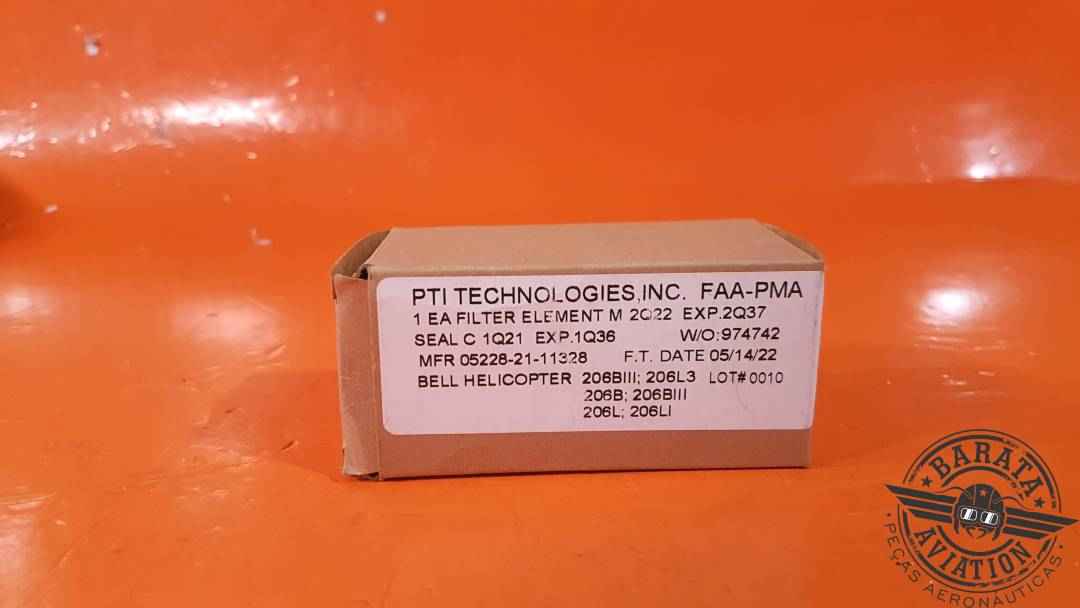 PTI TECHNOLOGIES,INC. FAA-PMA
1 EA FILTER ELEMENT M 2Q22 EXP.2Q37
SEAL C 1Q21 EXP.1Q36 W/O:974742
MFR 05228-21-11328 F.T. DATE 05/14/22
BELL HELICOPTER 206BIII; 206L3 LOT# 0010
206B; 206BIII
206L; 206LI
BARATA
AVIATION
• PEÇAS AERONÁUTICAS •